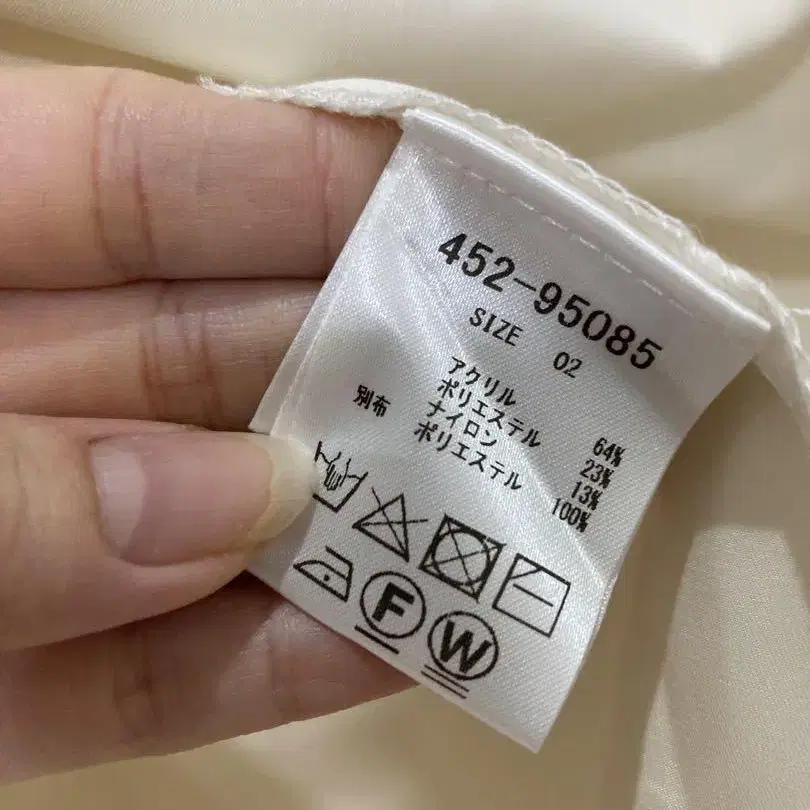 452-95085
SIZE 02
アクリル 64%
ポリエステル 23%
ナイロン 13%
別布 ポリエステル 100%
F W